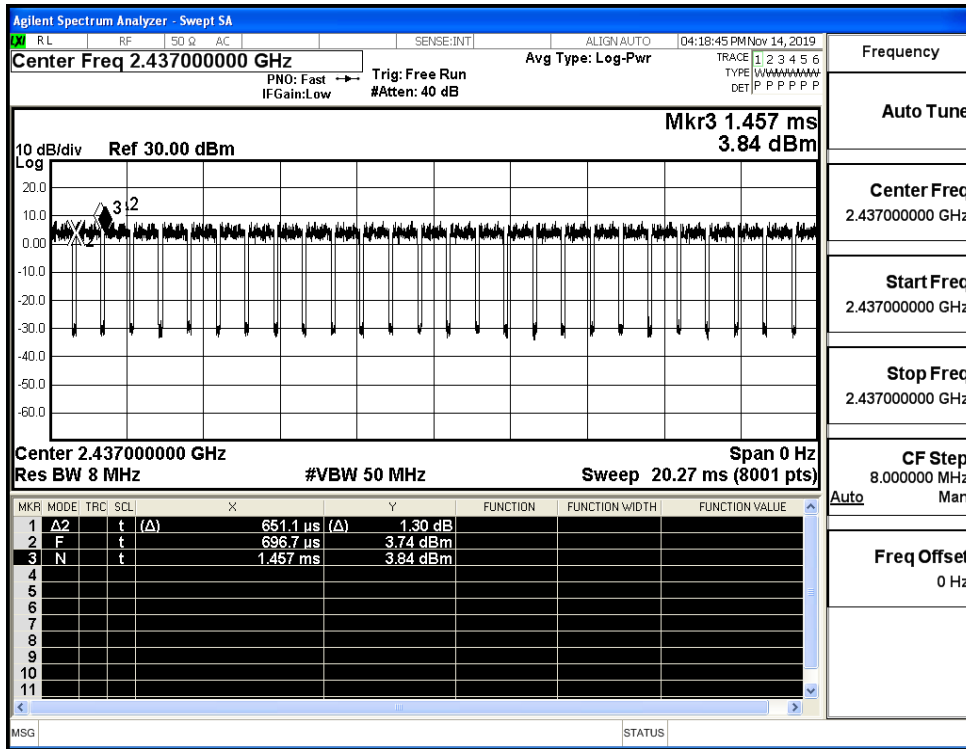 Agilent Spectrum Analyzer - Swept SA
LXI RL RF 50 Ω AC SENSE:INT ALIGN AUTO 04:18:45 PM Nov 14, 2019
Center Freq 2.437000000 GHz
Avg Type: Log-Pwr
TRACE 1 2 3 4 5 6
PNO: Fast Trig: Free Run
TYPE WWWWWW
IFGain:Low #Atten: 40 dB
DET P P P P P P
Mkr3 1.457 ms
10 dB/div Ref 30.00 dBm 3.84 dBm
Log
20.0
10.0
0.00
-10.0
-20.0
-30.0
-40.0
-50.0
-60.0
3 2
2
Center 2.437000000 GHz Span 0 Hz
Res BW 8 MHz #VBW 50 MHz Sweep 20.27 ms (8001 pts)
MKR MODE TRC SCL X Y FUNCTION FUNCTION WIDTH FUNCTION VALUE
1 Δ2 t (Δ) 651.1 µs (Δ) 1.30 dB
2 F t 696.7 µs 3.74 dBm
3 N t 1.457 ms 3.84 dBm
4
5
6
7
8
9
10
11
MSG STATUS
Frequency
Auto Tune
Center Freq
2.437000000 GHz
Start Freq
2.437000000 GHz
Stop Freq
2.437000000 GHz
CF Step
8.000000 MHz
Auto Man
Freq Offset
0 Hz